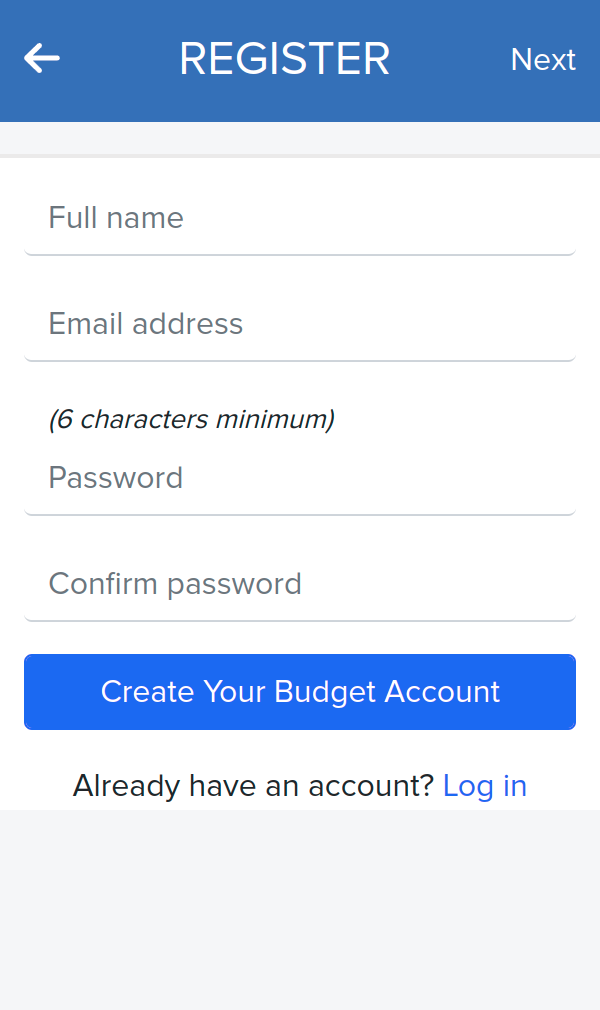 REGISTER
Next
Full name
Email address
(6 characters minimum)
Password
Confirm password
Create Your Budget Account
Already have an account? Log in